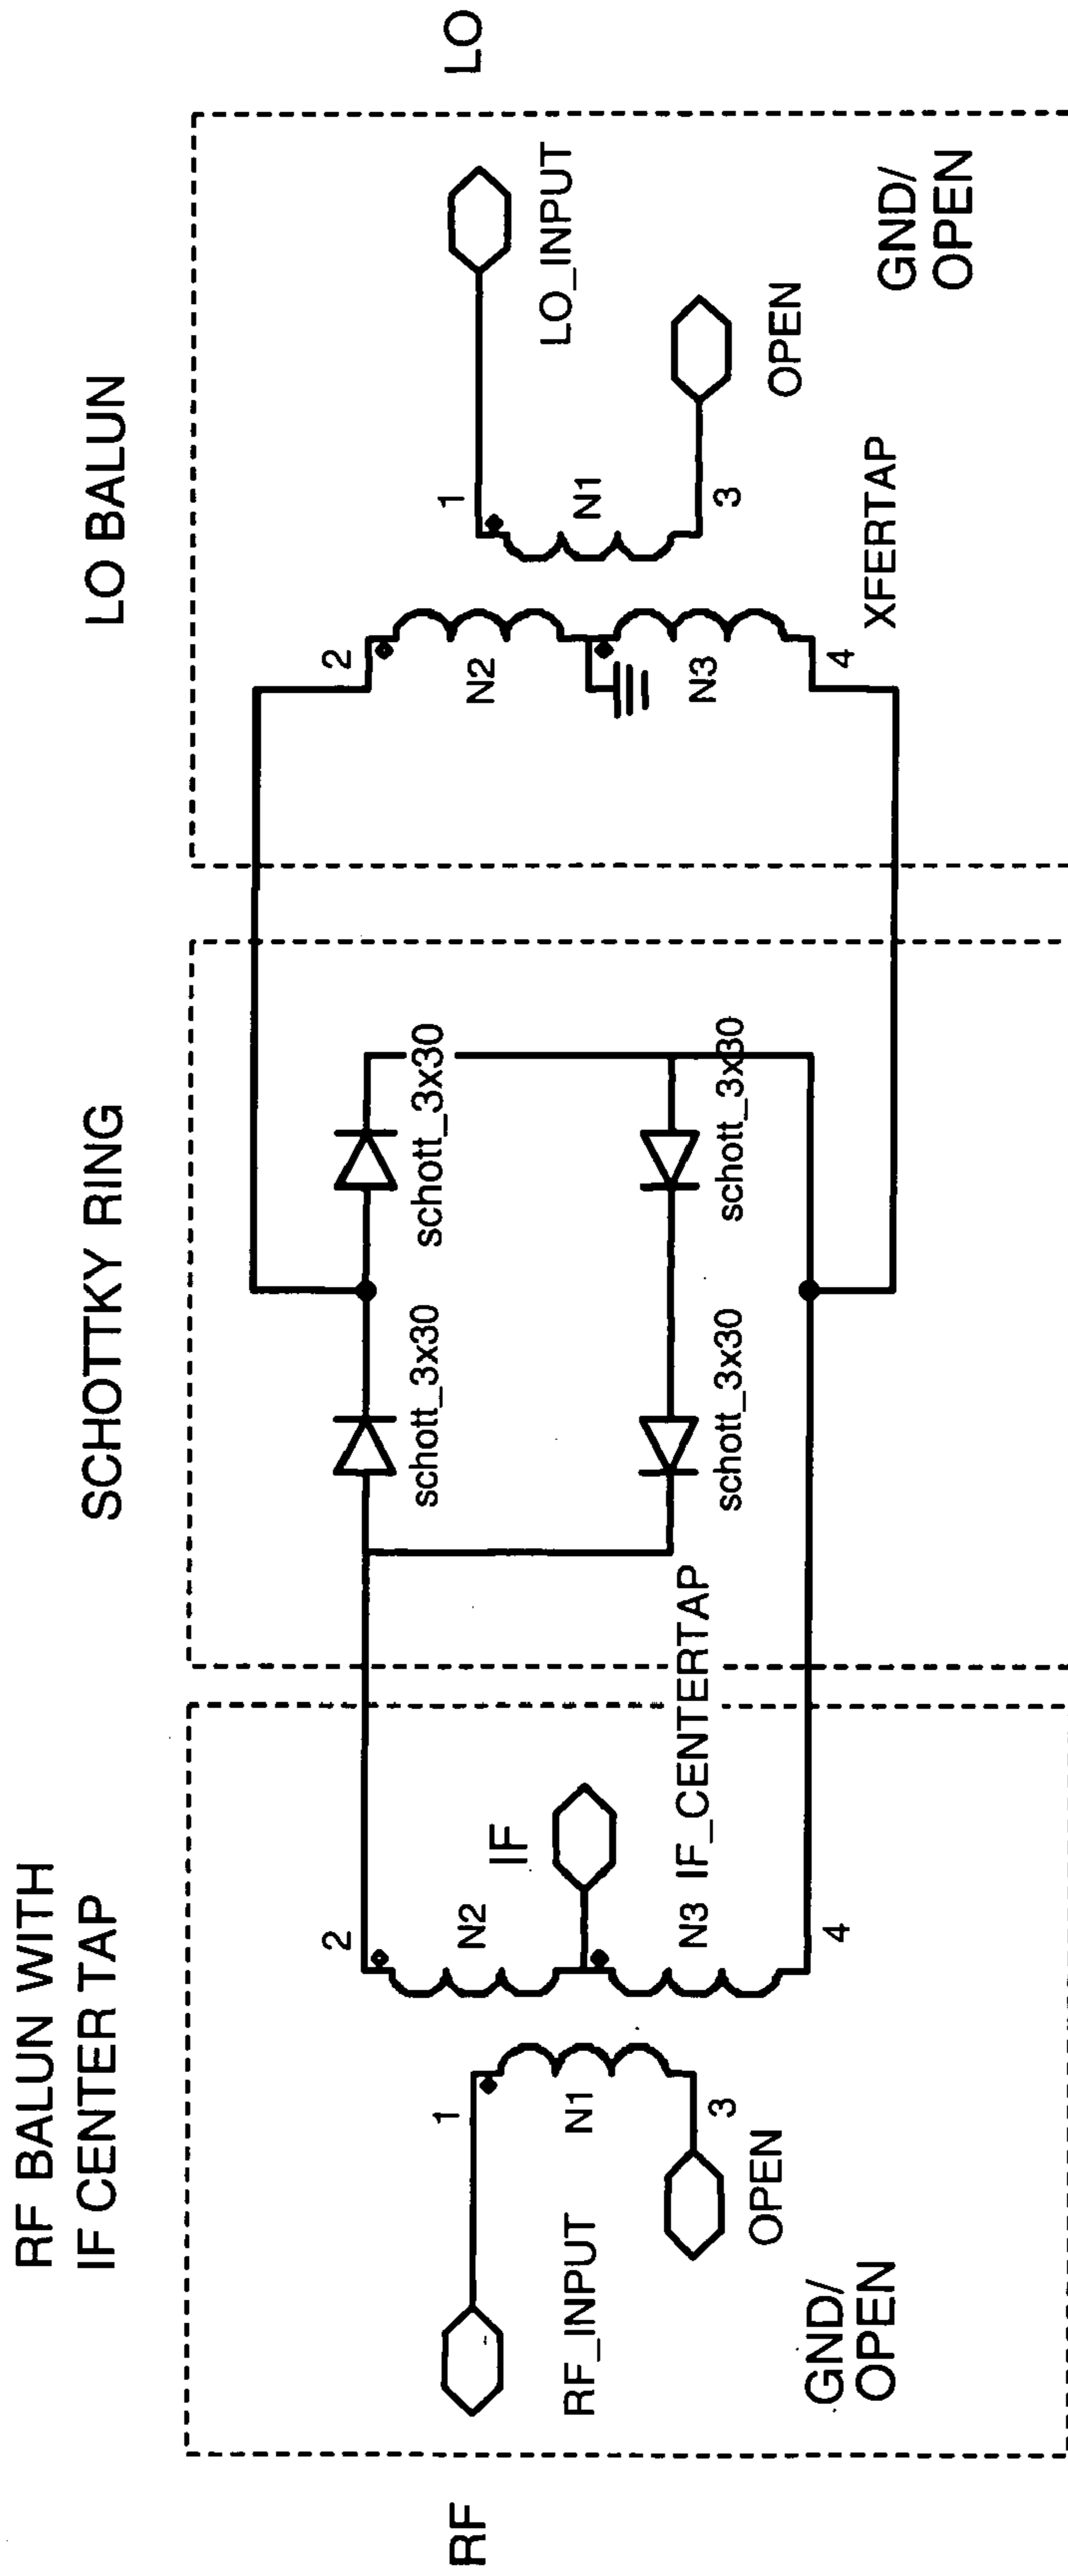 RF BALUN WITH
IF CENTER TAP
SCHOTTKY RING
LO BALUN
RF
RF_INPUT
1
N1
3
OPEN
GND/
OPEN
2
N2
IF
N3
IF_CENTERTAP
4
schott_3x30
schott_3x30
schott_3x30
schott_3x30
2
N2
N3
4
XFERTAP
1
N1
3
LO_INPUT
OPEN
GND/
OPEN
LO